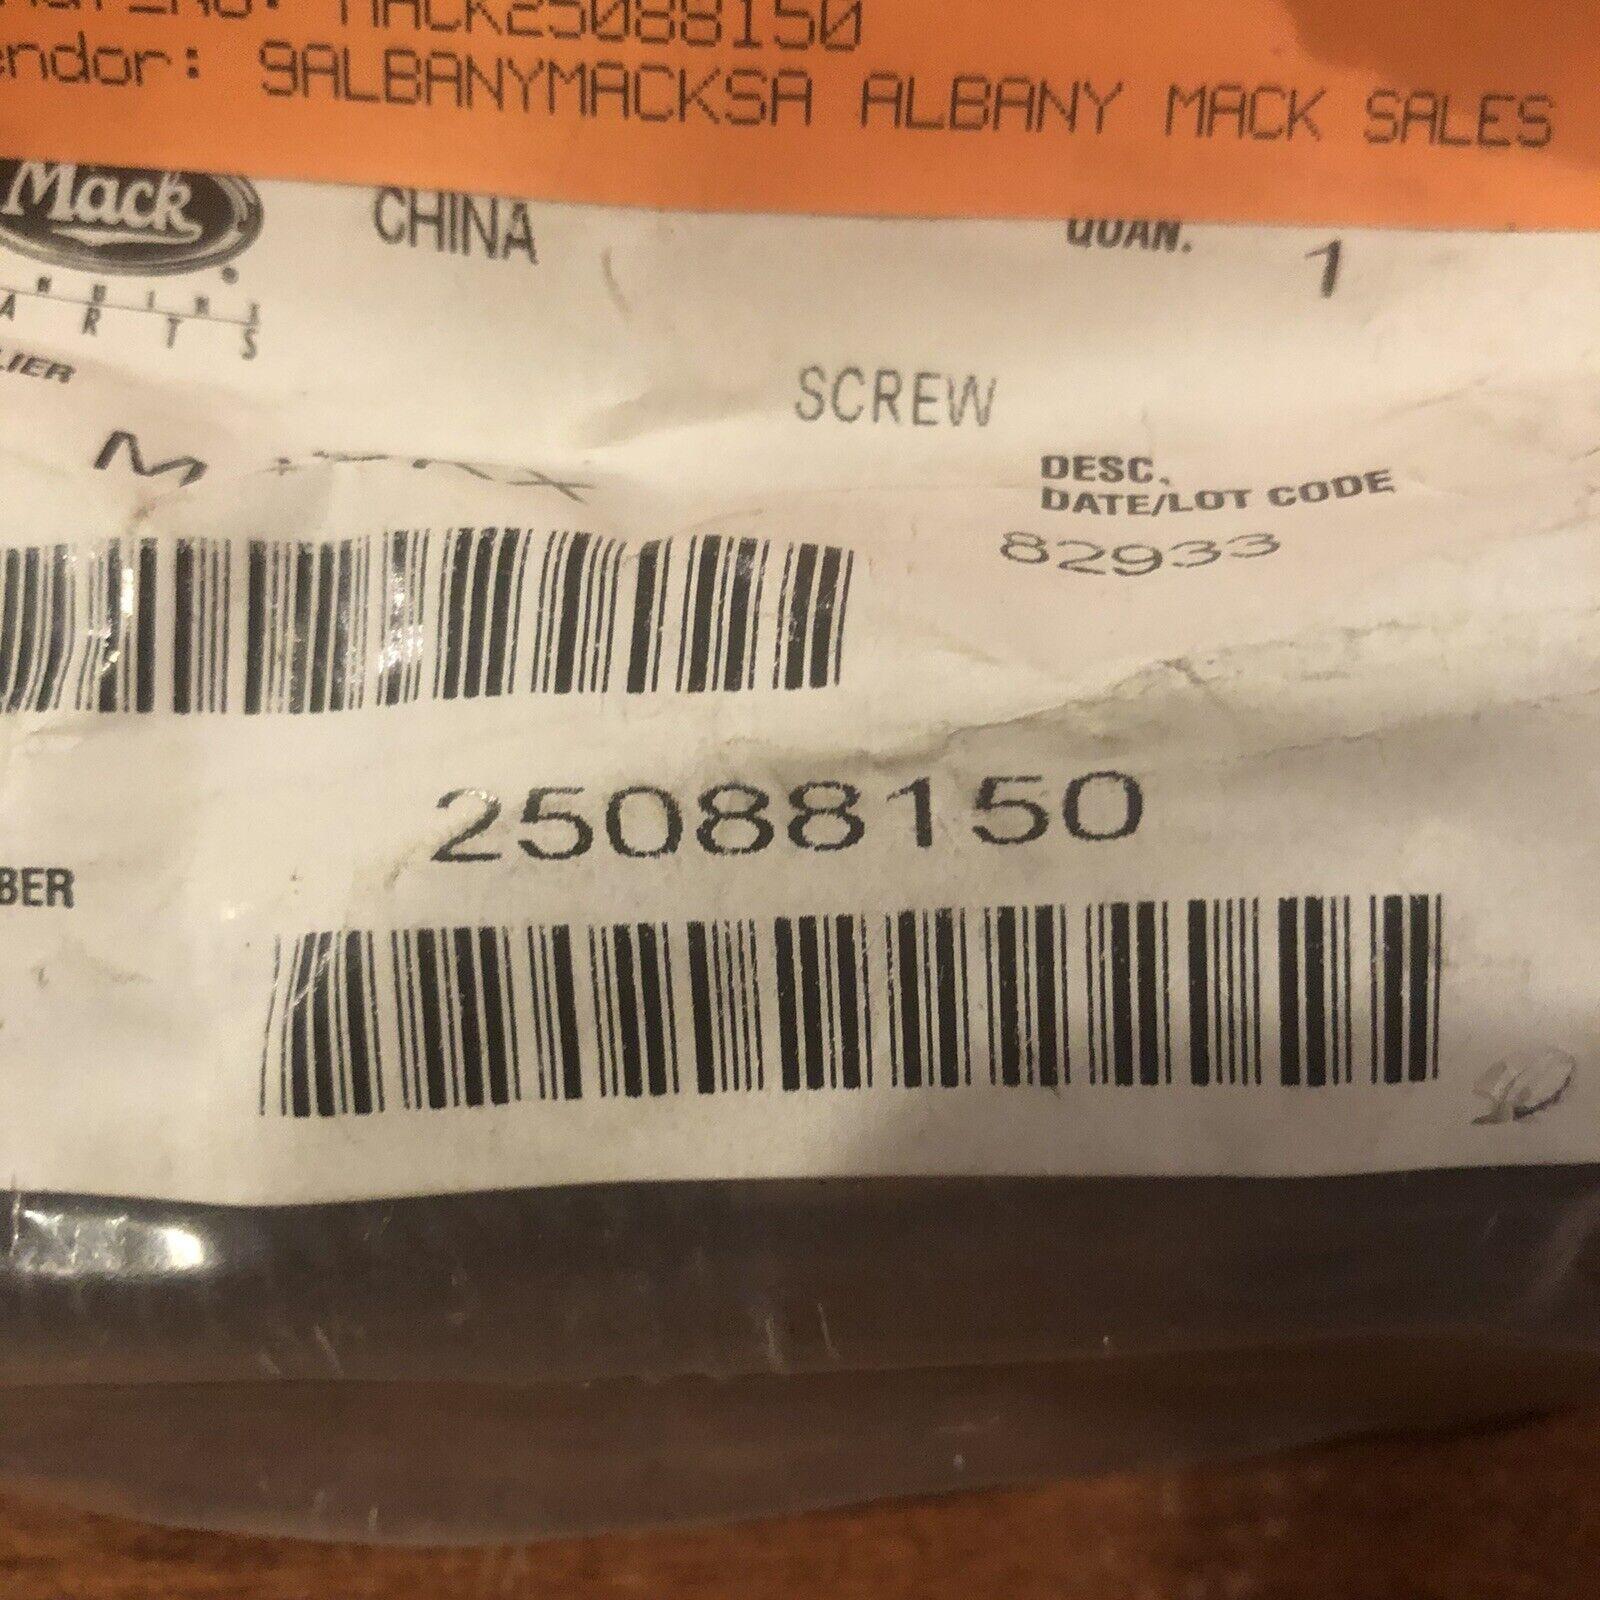 MACK25088150
endor: 9ALBANYMACKSA ALBANY MACK SALES
Mack
CHINA
QUAN. 1
ARTS
LIER
SCREW
DESC.
DATE/LOT CODE
82933
25088150
BER